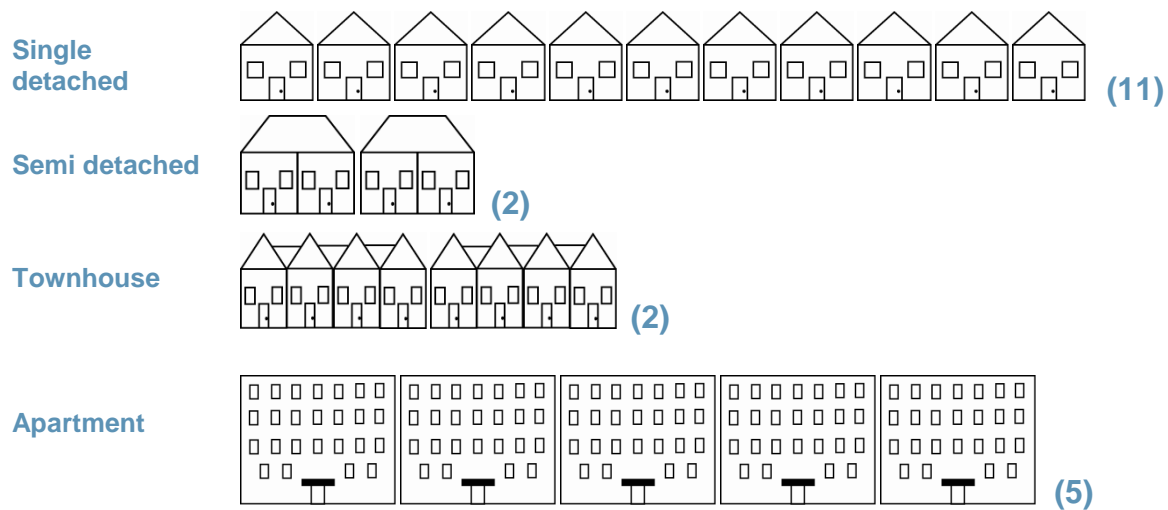 Single
detached
(11)
Semi detached
(2)
Townhouse
(2)
Apartment
(5)